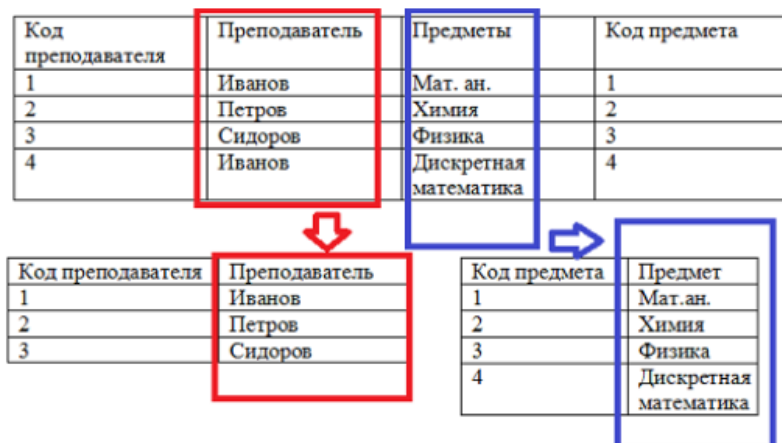 Код преподавателя Преподаватель Предметы Код предмета
1 Иванов Мат. ан. 1
2 Петров Химия 2
3 Сидоров Физика 3
4 Иванов Дискретная математика 4
Код преподавателя Преподаватель
1 Иванов
2 Петров
3 Сидоров
Код предмета Предмет
1 Мат.ан.
2 Химия
3 Физика
4 Дискретная математика